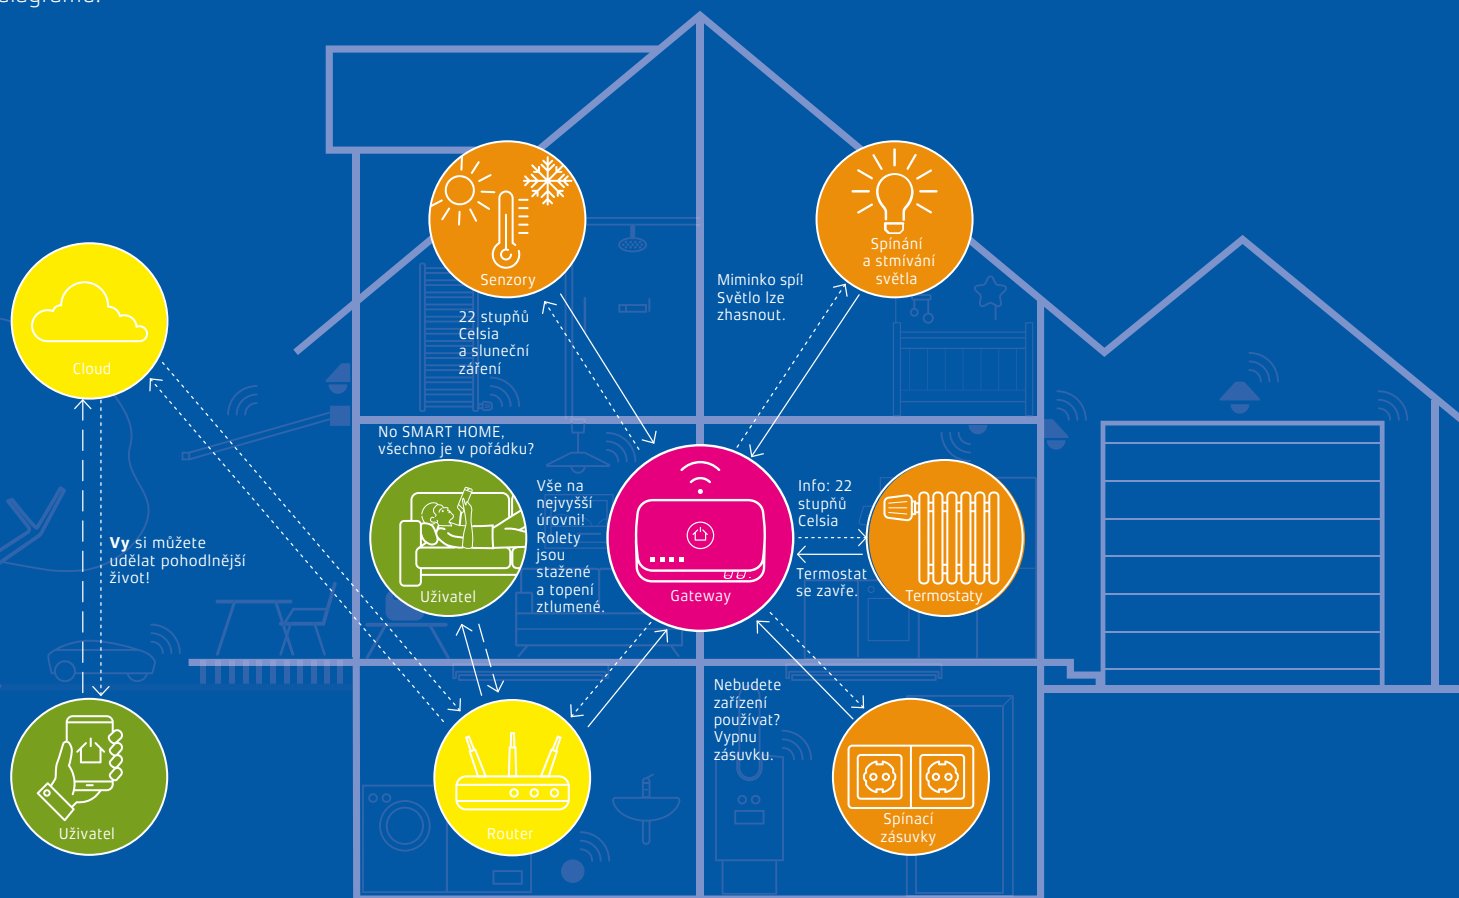 Spínání
a stmívání
světla
Senzory
Miminko spí!
Světlo lze
zhasnout.
22 stupňů
Celsia
a sluneční
záření
Cloud
No SMART HOME,
všechno je v pořádku?
Vše na
nejvyšší
úrovni!
Rolety
jsou
stažené
a topení
ztlumené.
Info: 22
stupňů
Celsia
Vy si můžete
udělat pohodlnější
život!
Termostat
se zavře.
Uživatel
Gateway
Termostaty
Nebudete
zařízení
používat?
Vypnu
zásuvku.
Uživatel
Router
Spínací
zásuvky